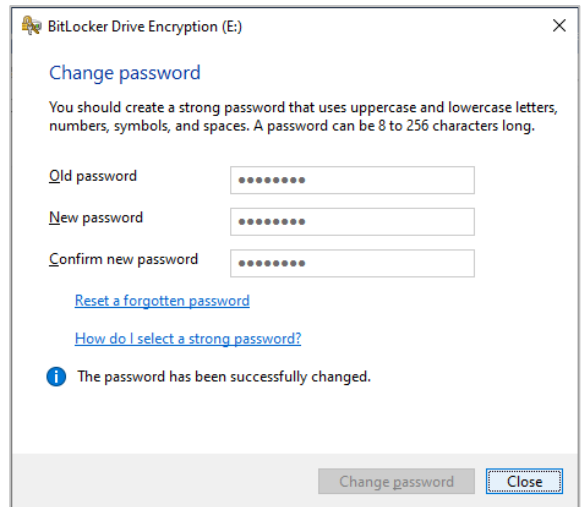 BitLocker Drive Encryption (E:)
Change password
You should create a strong password that uses uppercase and lowercase letters,
numbers, symbols, and spaces. A password can be 8 to 256 characters long.
Old password
New password
Confirm new password
Reset a forgotten password
How do I select a strong password?
The password has been successfully changed.
Change password Close